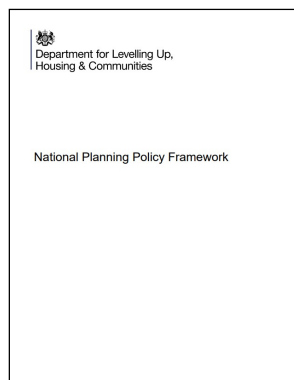 Department for Levelling Up,
Housing & Communities
National Planning Policy Framework